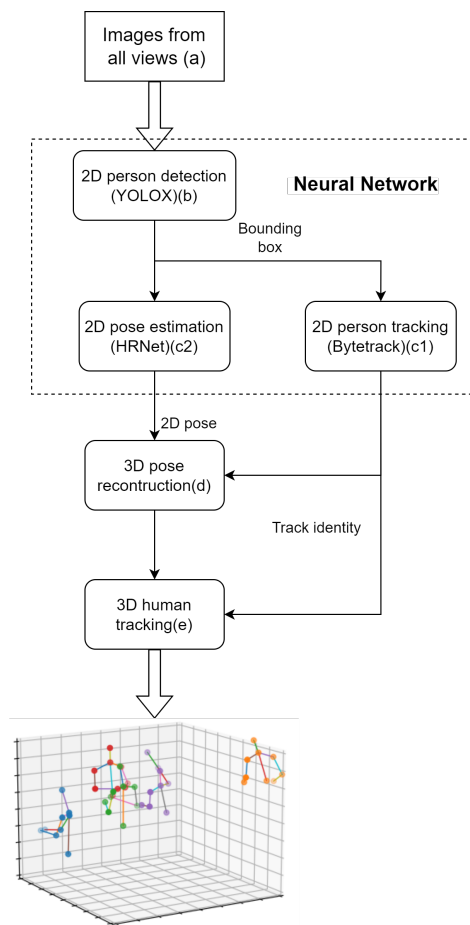 Images from
all views (a)
2D person detection
(YOLOX)(b)
Neural Network
Bounding
box
2D pose estimation
(HRNet)(c2)
2D person tracking
(Bytetrack)(c1)
2D pose
3D pose
recontruction(d)
Track identity
3D human
tracking(e)